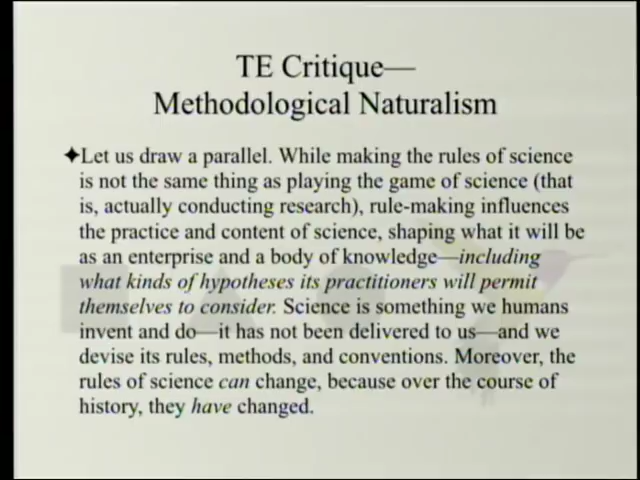 TE Critique—
Methodological Naturalism
✦Let us draw a parallel. While making the rules of science
is not the same thing as playing the game of science (that
is, actually conducting research), rule-making influences
the practice and content of science, shaping what it will be
as an enterprise and a body of knowledge—including
what kinds of hypotheses its practitioners will permit
themselves to consider. Science is something we humans
invent and do—it has not been delivered to us—and we
devise its rules, methods, and conventions. Moreover, the
rules of science can change, because over the course of
history, they have changed.